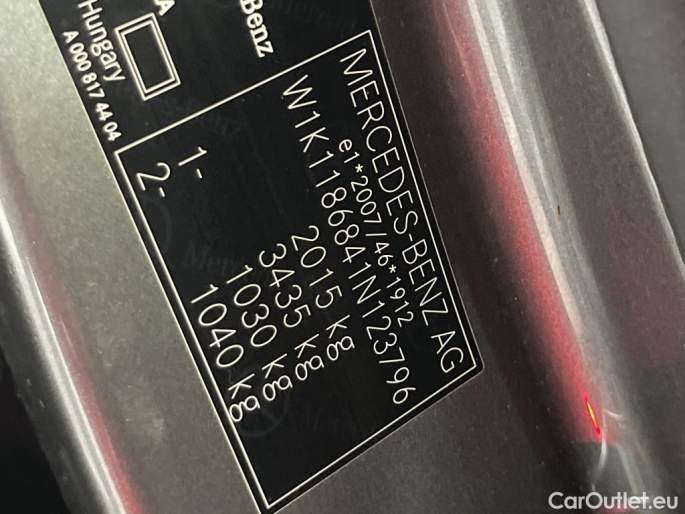 MERCEDES-BENZ AG
e1*2007/46*1912
W1K1186841N123796
2015 kg
3435 kg
1- 1030 kg
2- 1040 kg
Benz
A
Hungary
A 000 817 44 04
CarOutlet.eu